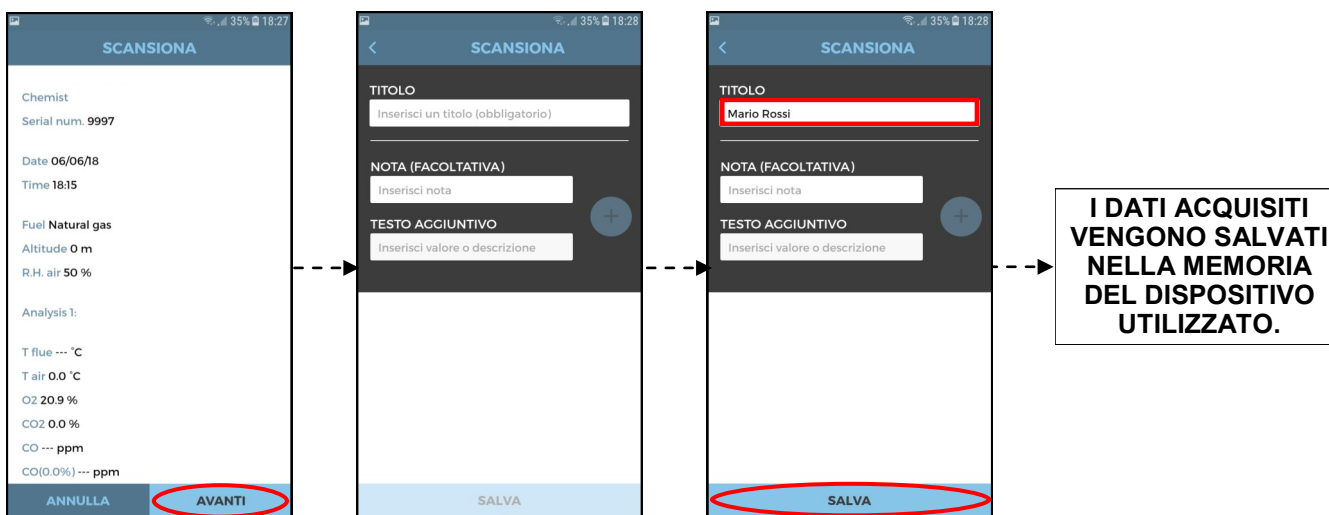 35% 18:27
SCANSIONA
Chemist
Serial num. 9997
Date 06/06/18
Time 18:15
Fuel Natural gas
Altitude 0 m
R.H. air 50 %
Analysis 1:
T flue --- °C
T air 0.0 °C
O2 20.9 %
CO2 0.0 %
CO --- ppm
CO(0.0%) --- ppm
ANNULLA
AVANTI
35% 18:28
SCANSIONA
TITOLO
Inserisci un titolo (obbligatorio)
NOTA (FACOLTATIVA)
Inserisci nota
+
TESTO AGGIUNTIVO
Inserisci valore o descrizione
SALVA
35% 18:28
SCANSIONA
TITOLO
Mario Rossi
NOTA (FACOLTATIVA)
Inserisci nota
+
TESTO AGGIUNTIVO
Inserisci valore o descrizione
SALVA
I DATI ACQUISITI
VENGONO SALVATI
NELLA MEMORIA
DEL DISPOSITIVO
UTILIZZATO.